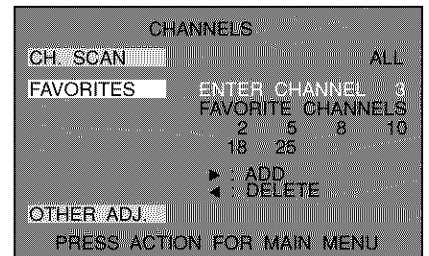 CHANNELS
CH. SCAN ALL
FAVORITES ENTER CHANNEL 3
FAVORITE CHANNELS
2 5 8 10
18 25
► : ADD
◄ : DELETE
OTHER ADJ.
PRESS ACTION FOR MAIN MENU